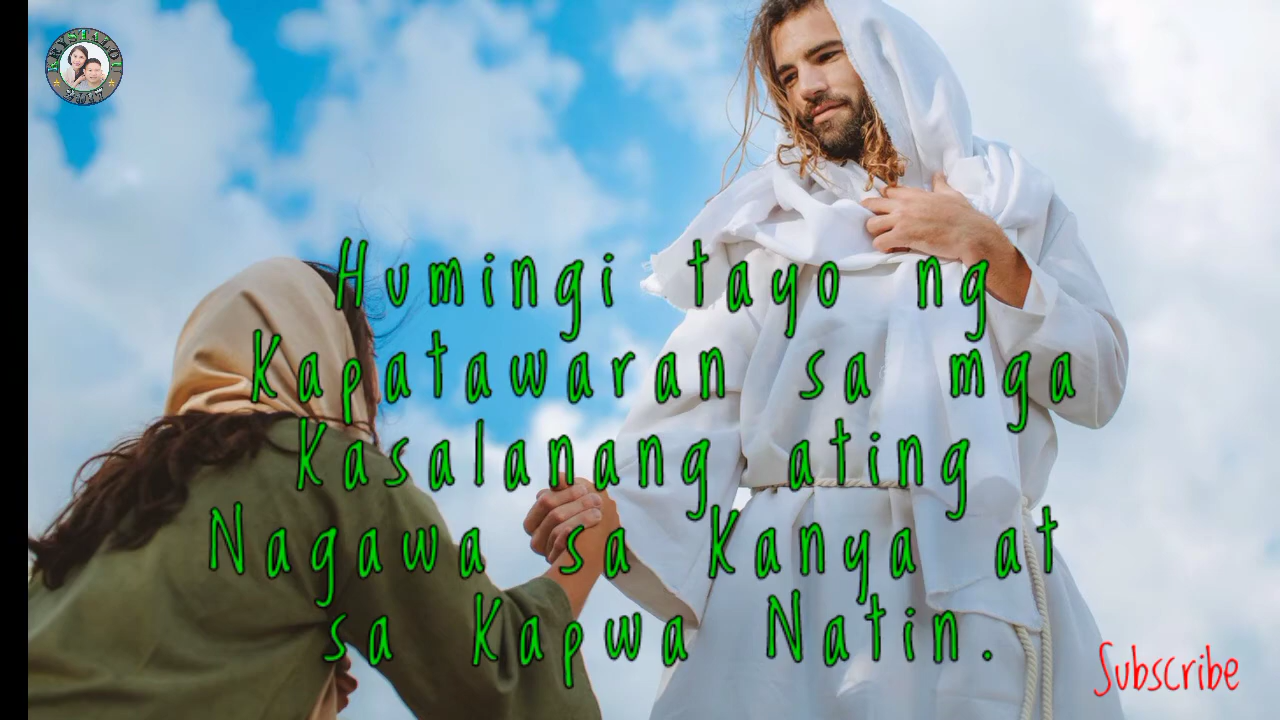 Humingi tayo ng
Kapatawaran sa mga
Kasalanang ating
Nagawa sa Kanya at
sa Kapwa Natin.
Subscribe